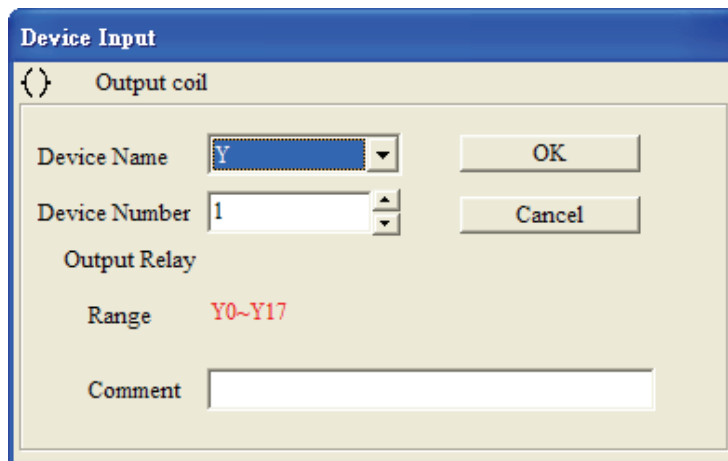 Device Input
Output coil
Device Name Y OK
Device Number 1 Cancel
Output Relay
Range Y0~Y17
Comment